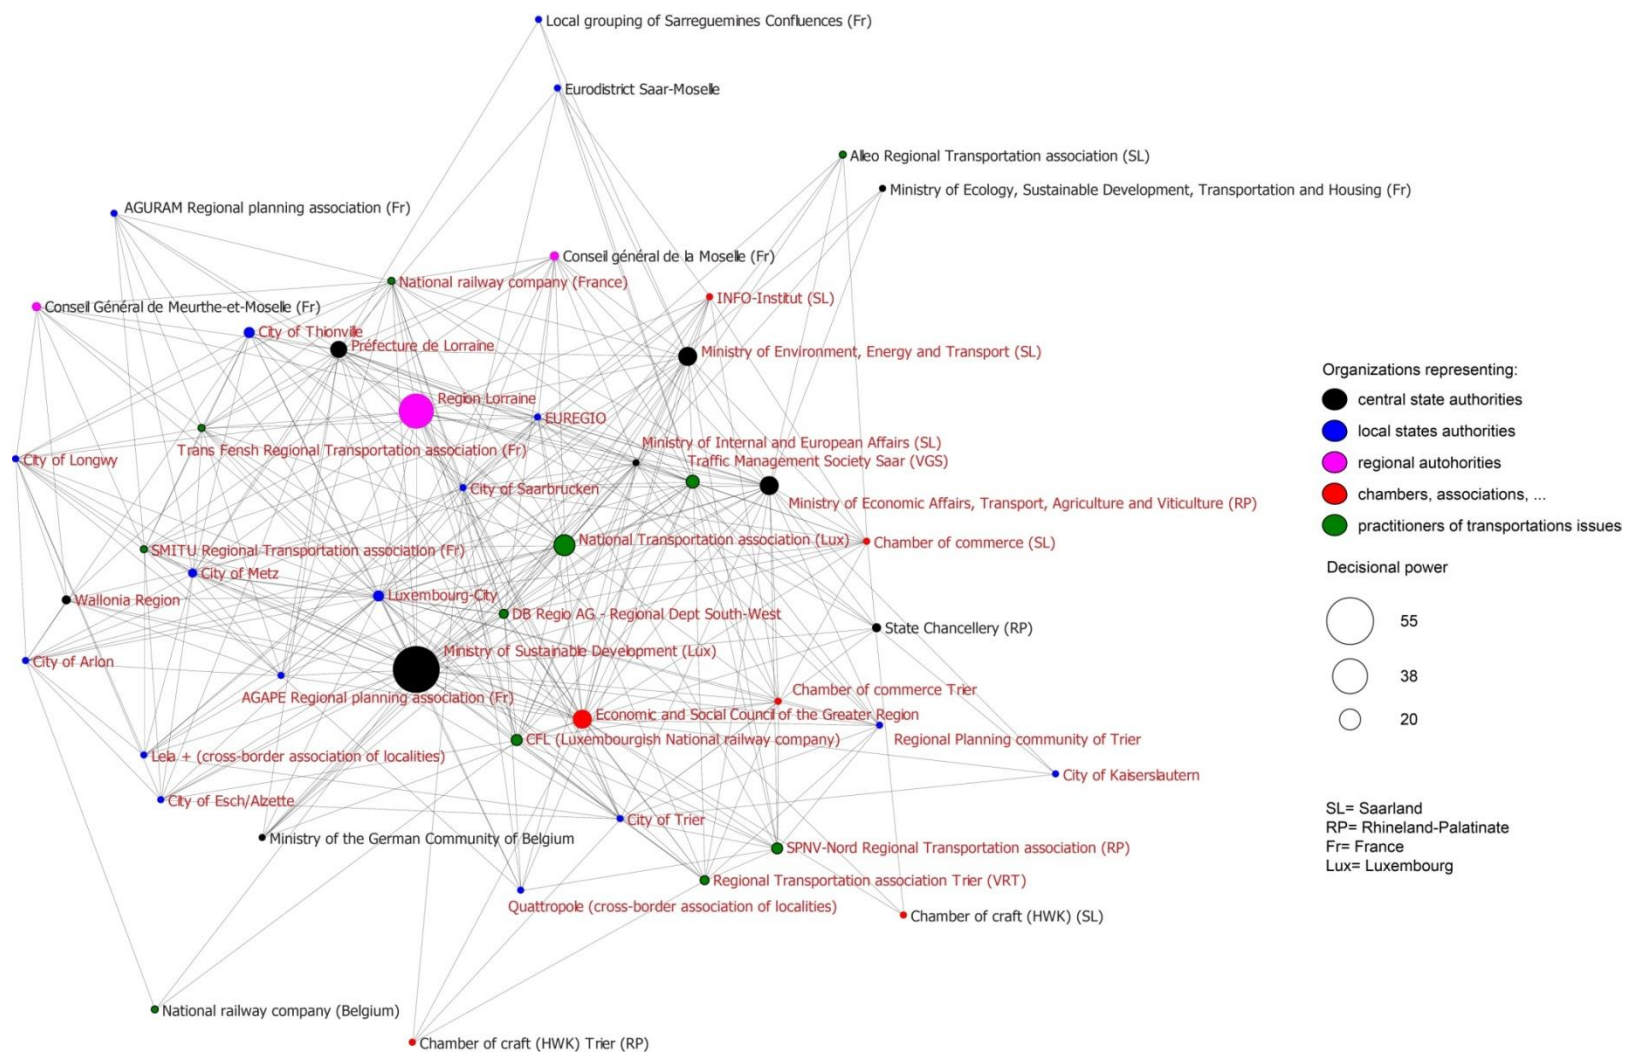 Local grouping of Sarreguemines Confluences (Fr)
Eurodistrict Saar-Moselle
Alleo Regional Transportation association (SL)
Ministry of Ecology, Sustainable Development, Transportation and Housing (Fr)
AGURAM Regional planning association (Fr)
Conseil général de la Moselle (Fr)
National railway company (France)
INFO-Institut (SL)
Conseil Général de Meurthe-et-Moselle (Fr)
City of Thionville
Préfecture de Lorraine
Ministry of Environment, Energy and Transport (SL)
Region Lorraine
EUREGIO
Ministry of Internal and European Affairs (SL)
Trans Fensh Regional Transportation association (Fr)
City of Longwy
Traffic Management Society Saar (VGS)
City of Saarbrucken
Ministry of Economic Affairs, Transport, Agriculture and Viticulture (RP)
National Transportation association (Lux)
Chamber of commerce (SL)
SMITU Regional Transportation association (Fr)
City of Metz
Wallonia Region
Luxembourg-City
DB Regio AG - Regional Dept South-West
State Chancellery (RP)
Ministry of Sustainable Development (Lux)
City of Arlon
AGAPE Regional planning association (Fr)
Chamber of commerce Trier
Economic and Social Council of the Greater Region
CFL (Luxembourgish National railway company)
Regional Planning community of Trier
Lela + (cross-border association of localities)
City of Kaiserslautern
City of Esch/Alzette
City of Trier
Ministry of the German Community of Belgium
SPNV-Nord Regional Transportation association (RP)
Regional Transportation association Trier (VRT)
Quattropole (cross-border association of localities)
Chamber of craft (HWK) (SL)
National railway company (Belgium)
Chamber of craft (HWK) Trier (RP)
Organizations representing:
central state authorities
local states authorities
regional autohorities
chambers, associations, ...
practitioners of transportations issues
Decisional power
55
38
20
SL= Saarland
RP= Rhineland-Palatinate
Fr= France
Lux= Luxembourg